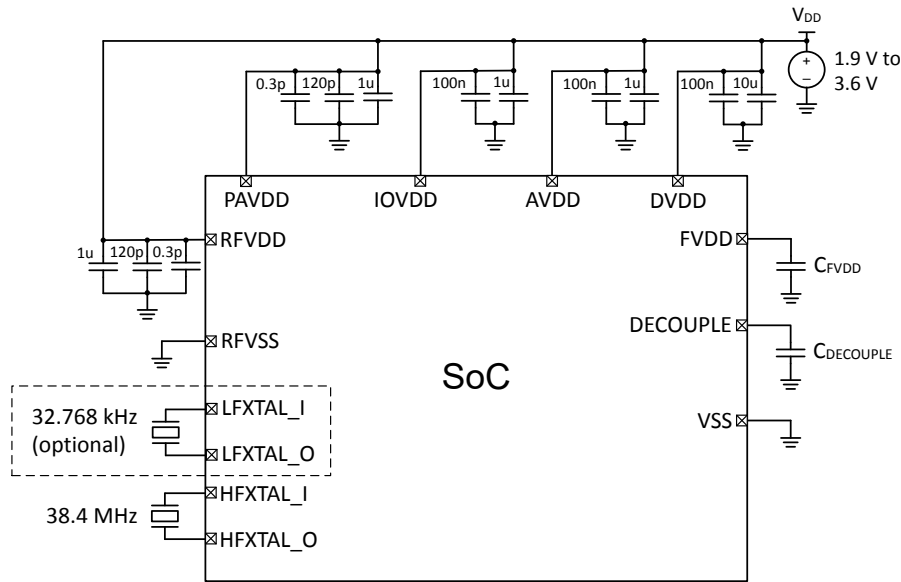 VDD
1.9 V to
3.6 V
0.3p 120p 1u
100n 1u
100n 1u
100n 10u
PAVDD IOVDD AVDD DVDD
1u 120p 0.3p
RFVDD
FVDD
CFVDD
RFVSS
DECOUPLE
CDECOUPLE
SoC
32.768 kHz
(optional)
LFXTAL_I
LFXTAL_O
VSS
38.4 MHz
HFXTAL_I
HFXTAL_O